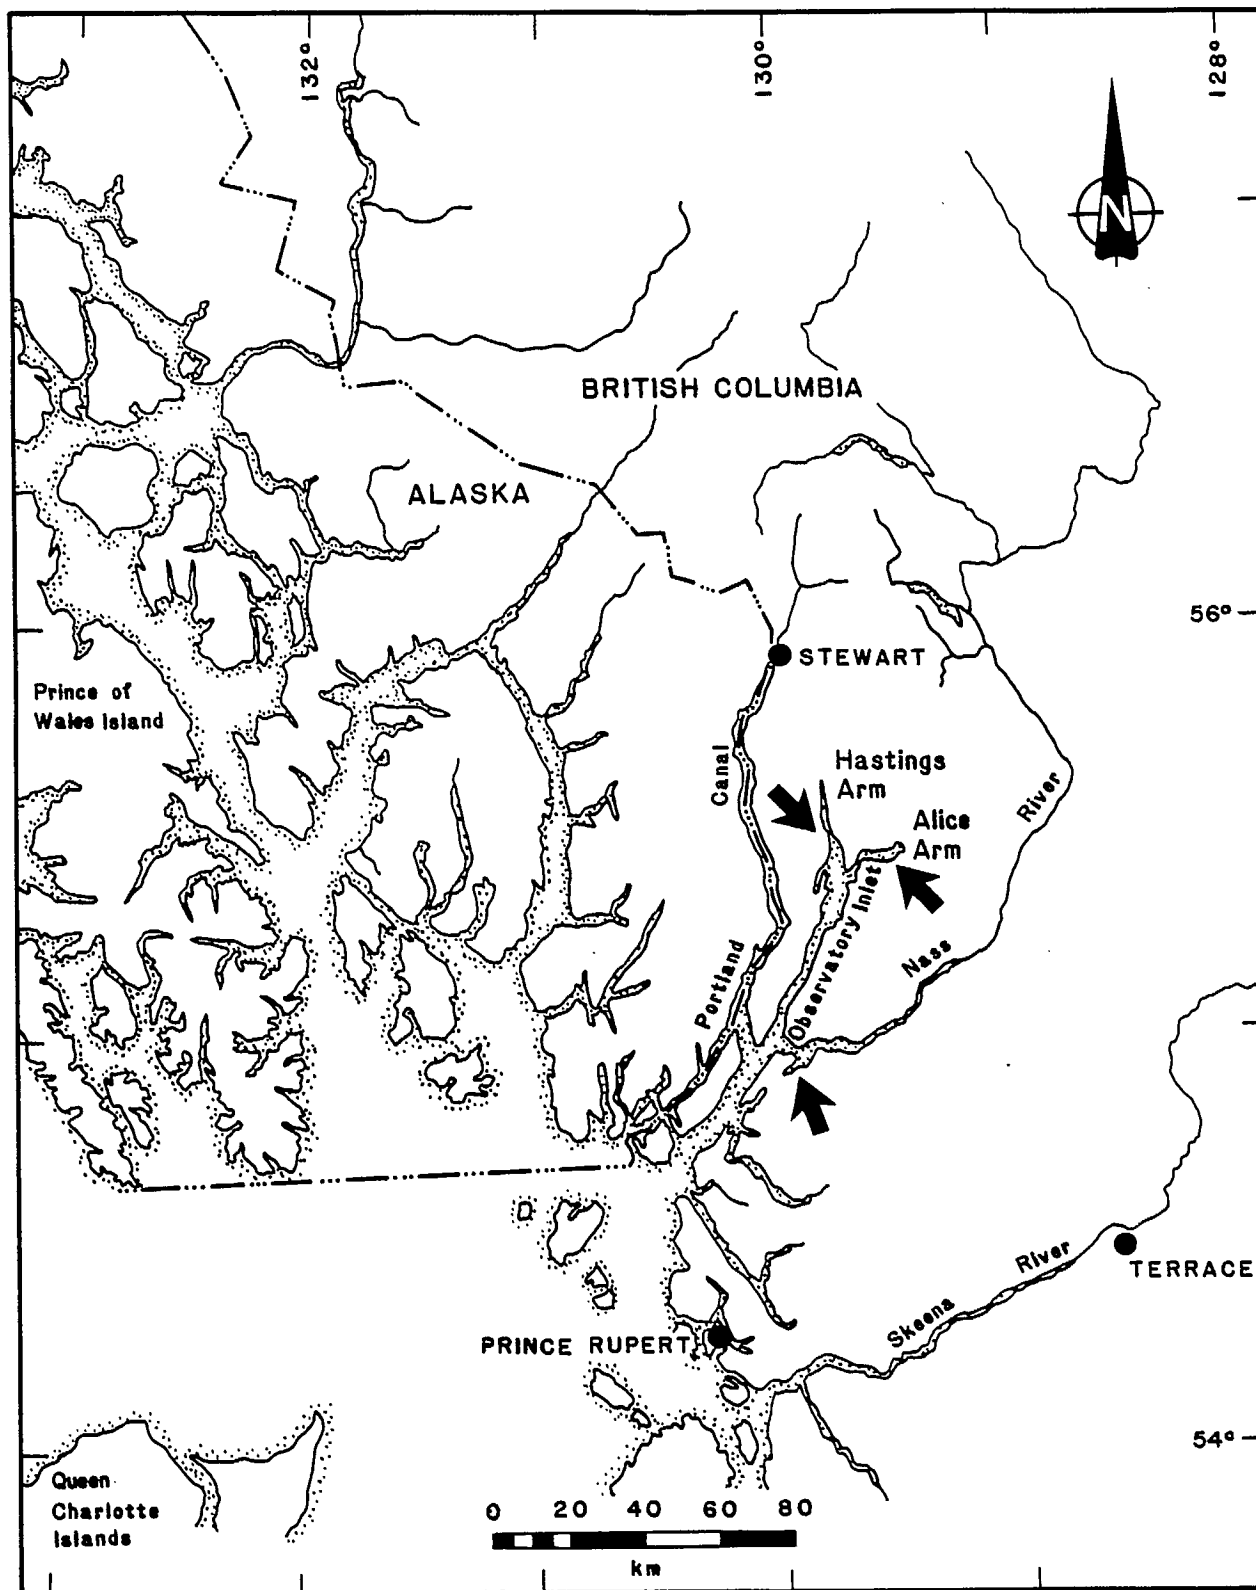 132°
130°
128°
N
BRITISH COLUMBIA
ALASKA
56°
STEWART
Prince of
Wales Island
Canal
Hastings
Arm
River
Alice
Arm
Observatory Inlet
Nass
Portland
River
TERRACE
Skeena
PRINCE RUPERT
54°
Queen
Charlotte
Islands
0 20 40 60 80
km